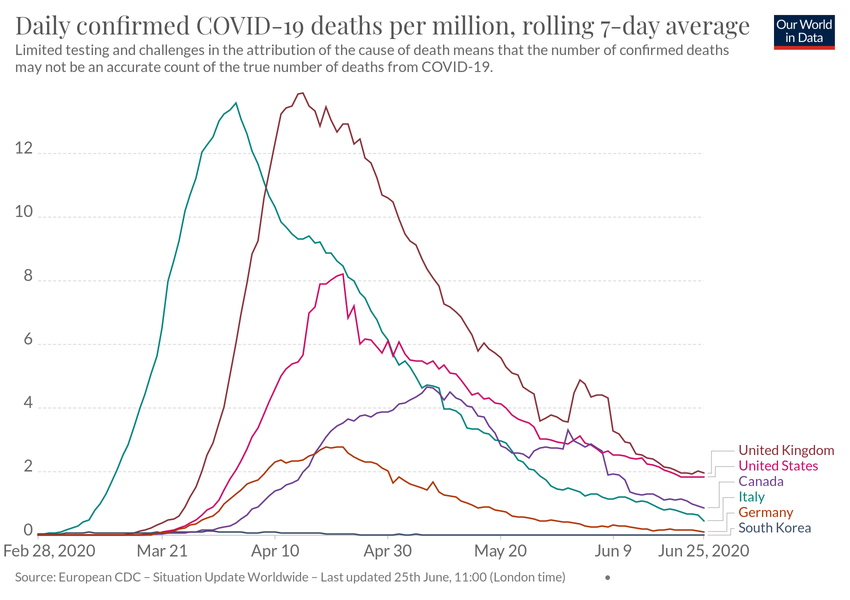 Daily confirmed COVID-19 deaths per million, rolling 7-day average
Our World
in Data
Limited testing and challenges in the attribution of the cause of death means that the number of confirmed deaths
may not be an accurate count of the true number of deaths from COVID-19.
12
10
8
6
4
2
0
United Kingdom
United States
Canada
Italy
Germany
South Korea
Feb 28, 2020 Mar 21 Apr 10 Apr 30 May 20 Jun 9 Jun 25, 2020
Source: European CDC – Situation Update Worldwide – Last updated 25th June, 11:00 (London time) •